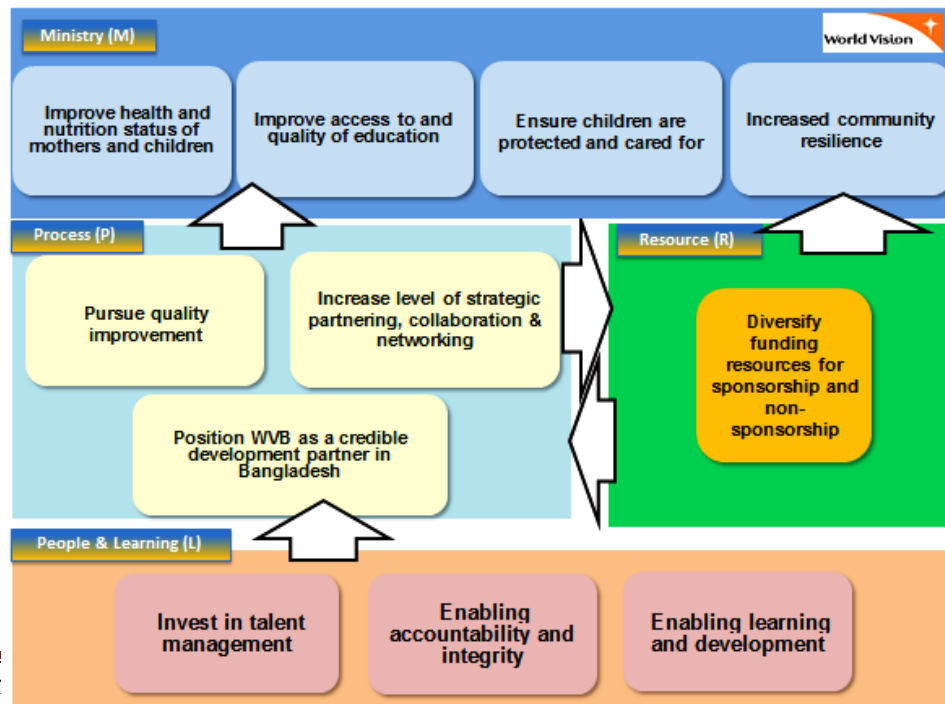 Ministry (M)
World Vision
Improve health and
nutrition status of
mothers and children
Improve access to and
quality of education
Ensure children are
protected and cared for
Increased community
resilience
Process (P)
Pursue quality
improvement
Increase level of strategic
partnering, collaboration &
networking
Position WVB as a credible
development partner in
Bangladesh
Resource (R)
Diversify
funding
resources for
sponsorship and
non-
sponsorship
People & Learning (L)
Invest in talent
management
Enabling
accountability and
integrity
Enabling learning
and development